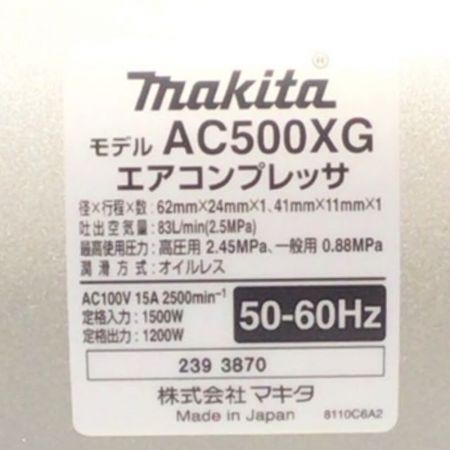 makita®
モデル AC500XG
エアコンプレッサ
径×行程×数:62mm×24mm×1、41mm×11mm×1
吐出空気量:83L/min(2.5MPa)
最高使用圧力:高圧用 2.45MPa、一般用 0.88MPa
潤滑方式:オイルレス
AC100V 15A 2500min⁻¹
定格入力:1500W
定格出力:1200W
50-60Hz
239 3870
株式会社 マキタ
Made in Japan
8110C6A2